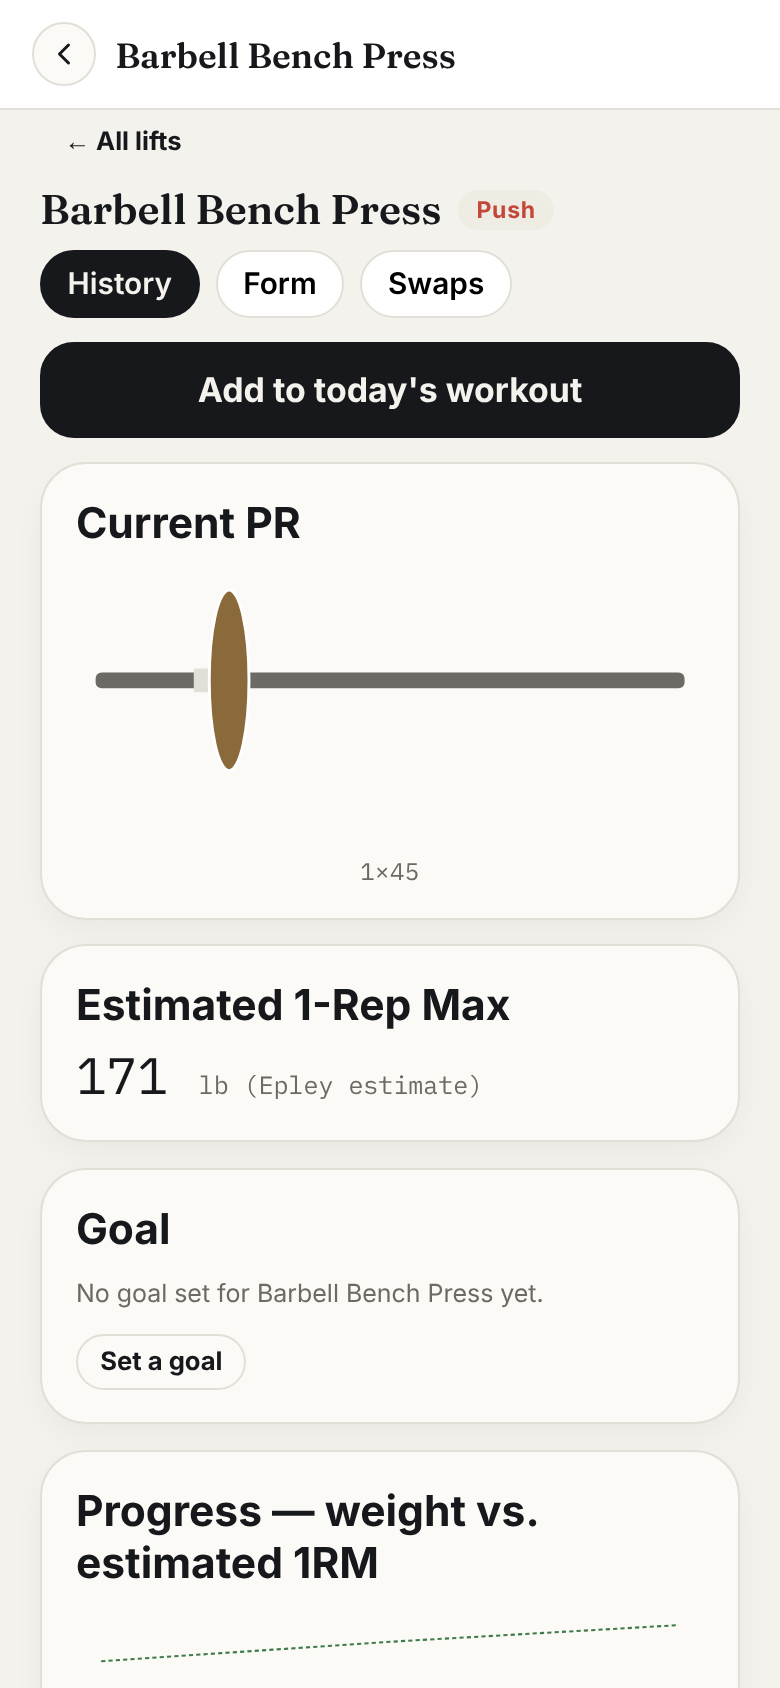 Barbell Bench Press
← All lifts
Barbell Bench Press Push
History Form Swaps
Add to today's workout
Current PR
1×45
Estimated 1-Rep Max
171 lb (Epley estimate)
Goal
No goal set for Barbell Bench Press yet.
Set a goal
Progress — weight vs.
estimated 1RM